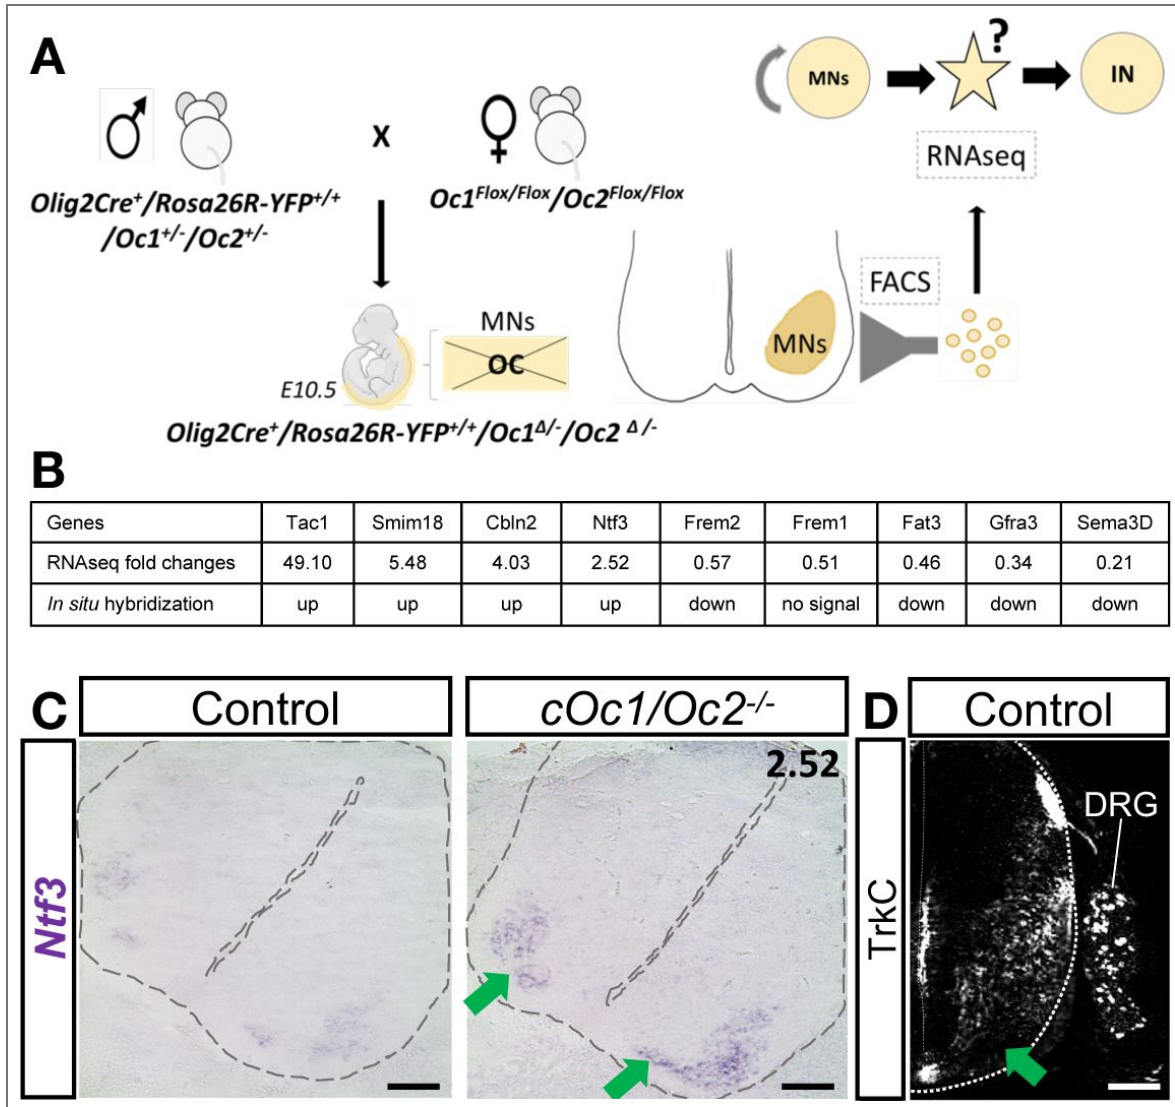 A
♂
X
♀
Olig2Cre⁺/Rosa26R-YFP⁺/⁺
/Oc1⁺/⁻/Oc2⁺/⁻
Oc1ᶠˡᵒˣ/ᶠˡᵒˣ/Oc2ᶠˡᵒˣ/ᶠˡᵒˣ
E10.5
MNs
OC
Olig2Cre⁺/Rosa26R-YFP⁺/⁺/Oc1Δ/⁻/Oc2 Δ /⁻
MNs
?
IN
RNAseq
FACS
MNs
B
Genes Tac1 Smim18 Cbln2 Ntf3 Frem2 Frem1 Fat3 Gfra3 Sema3D
RNAseq fold changes 49.10 5.48 4.03 2.52 0.57 0.51 0.46 0.34 0.21
In situ hybridization up up up up down no signal down down down
C
Control
cOc1/Oc2⁻/⁻
Ntf3
2.52
D
Control
TrkC
DRG